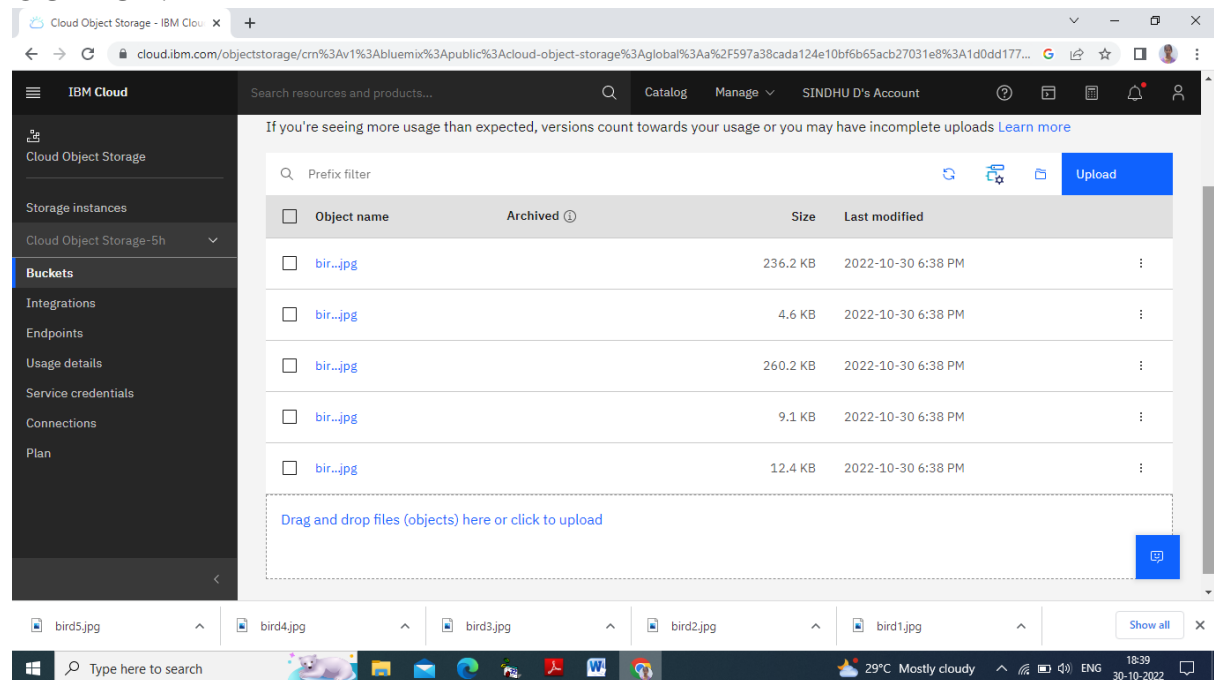 Cloud Object Storage - IBM Clou
cloud.ibm.com/objectstorage/crn%3Av1%3Abluemix%3Apublic%3Acloud-object-storage%3Aglobal%3Aa%2F597a38cada124e10bf6b65acb27031e8%3A1d0dd177...
IBM Cloud
Search resources and products...
Catalog
Manage
SINDHU D's Account
Cloud Object Storage
Storage instances
Cloud Object Storage-5h
Buckets
Integrations
Endpoints
Usage details
Service credentials
Connections
Plan
If you're seeing more usage than expected, versions count towards your usage or you may have incomplete uploads Learn more
Prefix filter
Upload
Object name Archived Size Last modified
bir...jpg 236.2 KB 2022-10-30 6:38 PM
bir...jpg 4.6 KB 2022-10-30 6:38 PM
bir...jpg 260.2 KB 2022-10-30 6:38 PM
bir...jpg 9.1 KB 2022-10-30 6:38 PM
bir...jpg 12.4 KB 2022-10-30 6:38 PM
Drag and drop files (objects) here or click to upload
bird5.jpg bird4.jpg bird3.jpg bird2.jpg bird1.jpg Show all
Type here to search
29°C Mostly cloudy
ENG
18:39
30-10-2022